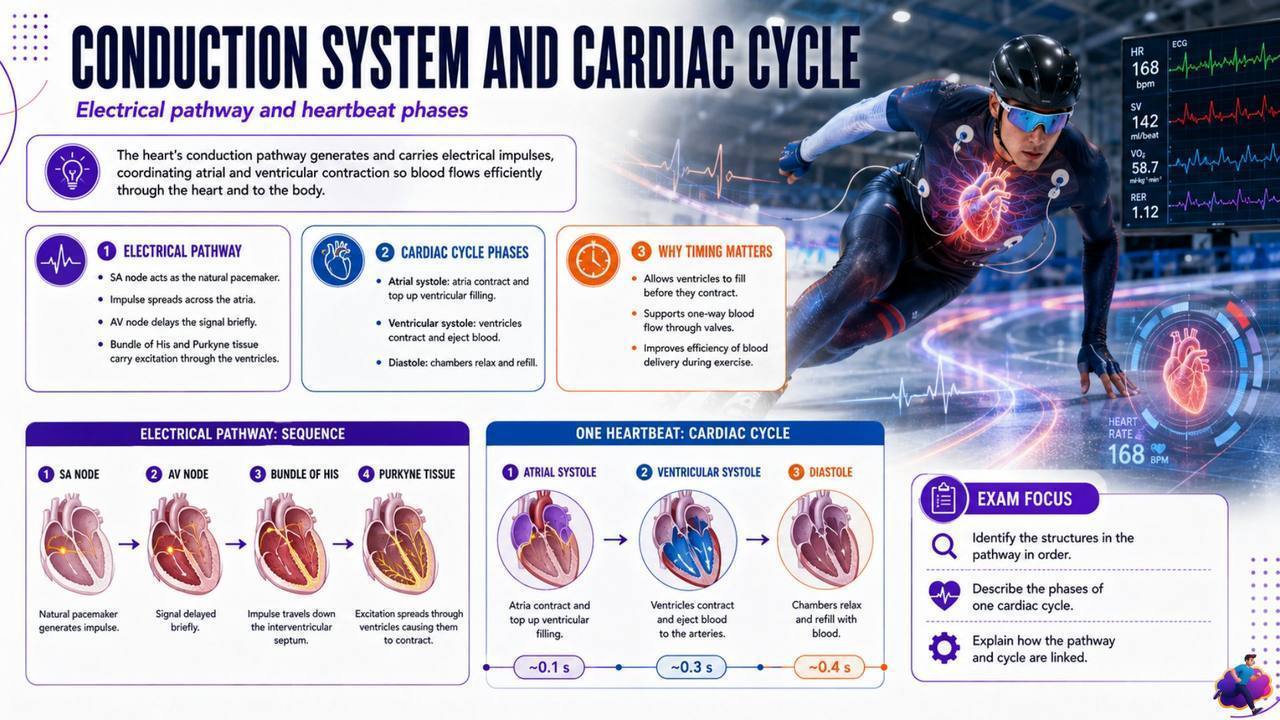 CONDUCTION SYSTEM AND CARDIAC CYCLE
Electrical pathway and heartbeat phases
The heart's conduction pathway generates and carries electrical impulses,
coordinating atrial and ventricular contraction so blood flows efficiently
through the heart and to the body.
1 ELECTRICAL PATHWAY
• SA node acts as the natural pacemaker.
• Impulse spreads across the atria.
• AV node delays the signal briefly.
• Bundle of His and Purkyne tissue
carry excitation through the ventricles.
2 CARDIAC CYCLE PHASES
• Atrial systole: atria contract and
top up ventricular filling.
• Ventricular systole: ventricles
contract and eject blood.
• Diastole: chambers relax and refill.
3 WHY TIMING MATTERS
• Allows ventricles to fill
before they contract.
• Supports one-way blood
flow through valves.
• Improves efficiency of blood
delivery during exercise.
HR
168
bpm
ECG
SV
142
ml/beat
VO₂
58.7
ml·kg⁻¹·min⁻¹
RER
1.12
HEART
RATE
168 BPM
ELECTRICAL PATHWAY: SEQUENCE
1 SA NODE
Natural pacemaker
generates impulse.
2 AV NODE
Signal delayed
briefly.
3 BUNDLE OF HIS
Impulse travels down
the interventricular
septum.
4 PURKYNE TISSUE
Excitation spreads through
ventricles causing them
to contract.
ONE HEARTBEAT: CARDIAC CYCLE
1 ATRIAL SYSTOLE
Atria contract and
top up ventricular
filling.
~0.1 s
2 VENTRICULAR SYSTOLE
Ventricles contract
and eject blood
to the arteries.
~0.3 s
3 DIASTOLE
Chambers relax
and refill with
blood.
~0.4 s
EXAM FOCUS
Identify the structures in the
pathway in order.
Describe the phases of
one cardiac cycle.
Explain how the pathway
and cycle are linked.